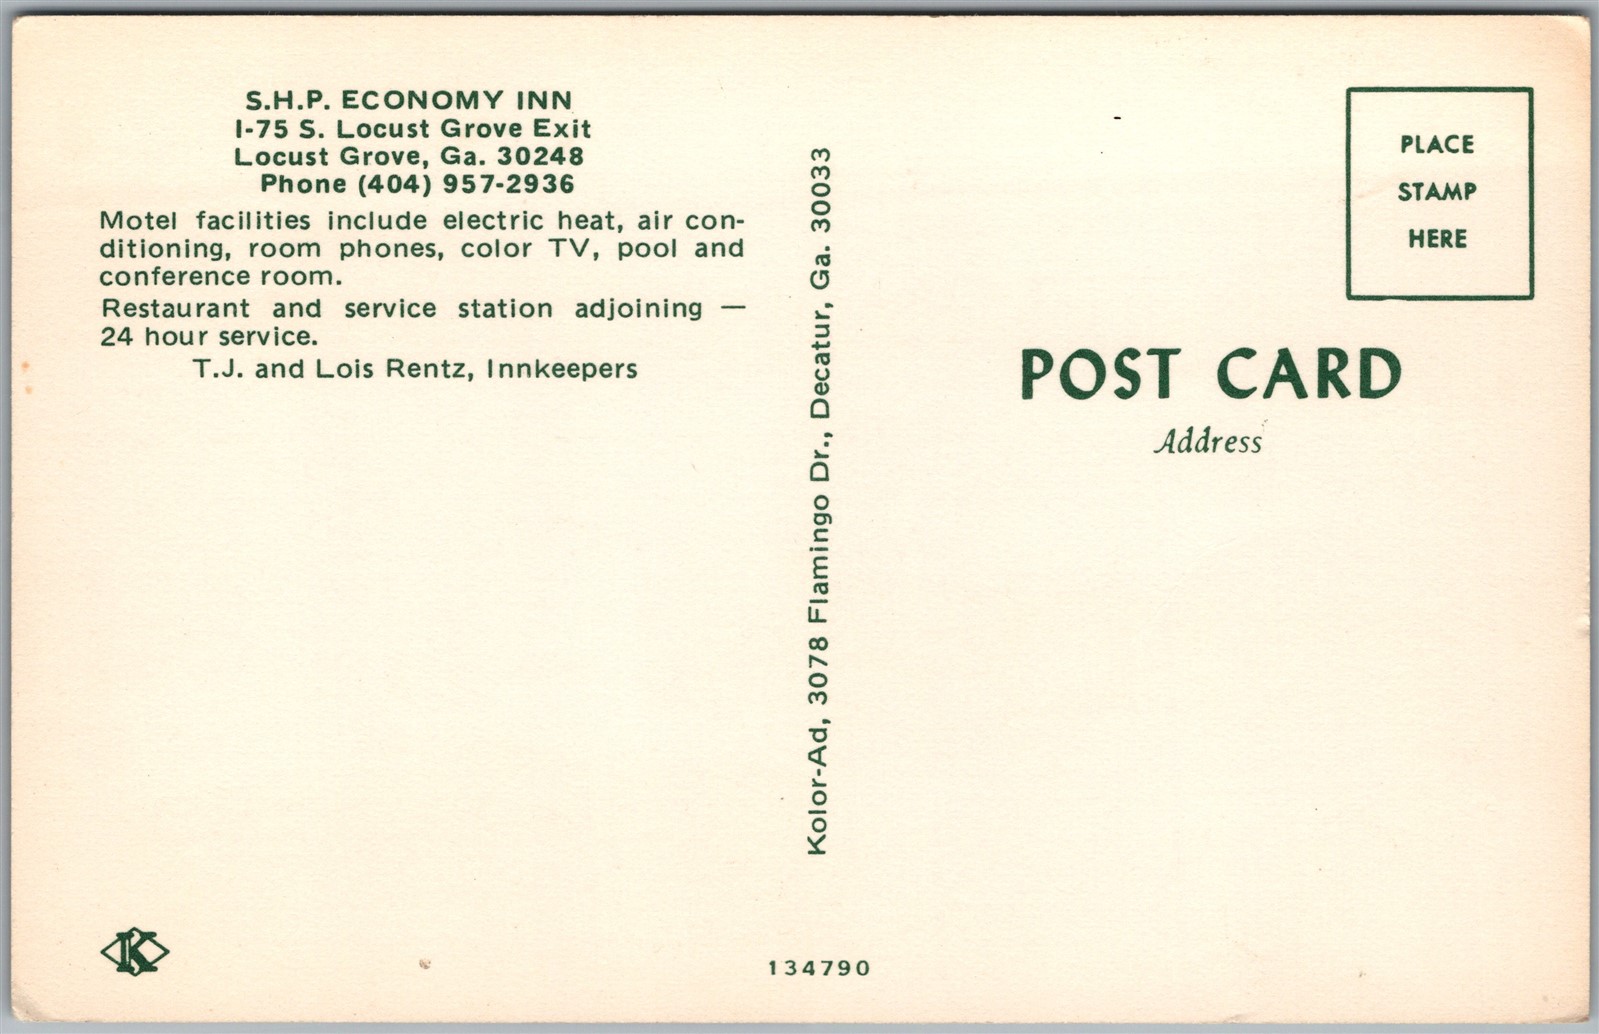 S.H.P. ECONOMY INN
I-75 S. Locust Grove Exit
Locust Grove, Ga. 30248
Phone (404) 957-2936
Motel facilities include electric heat, air con-
ditioning, room phones, color TV, pool and
conference room.
Restaurant and service station adjoining —
24 hour service.
T.J. and Lois Rentz, Innkeepers
Kolor-Ad, 3078 Flamingo Dr., Decatur, Ga. 30033
PLACE
STAMP
HERE
POST CARD
Address
K
134790